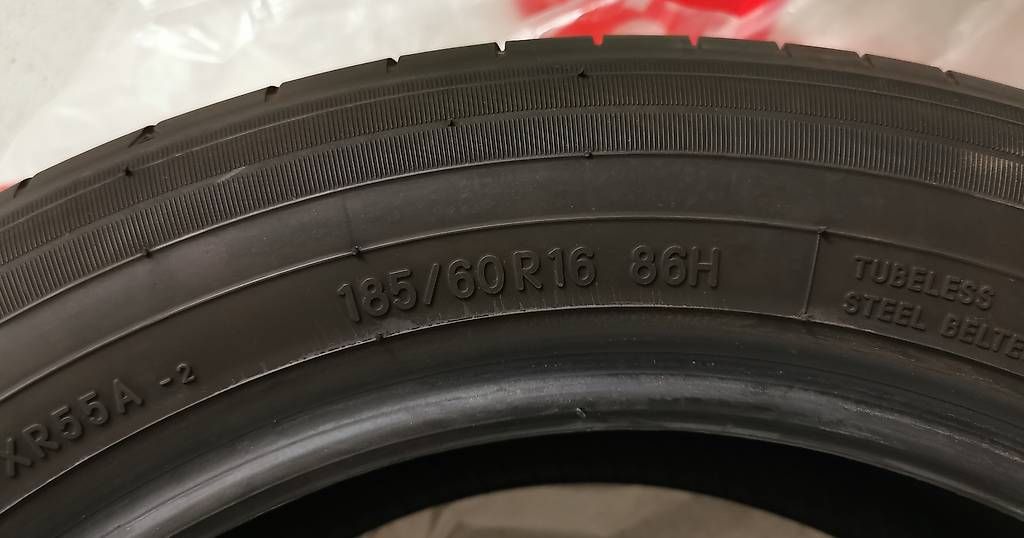 185/60R16 86H
TUBELESS
STEEL BELTE
XR55A -2